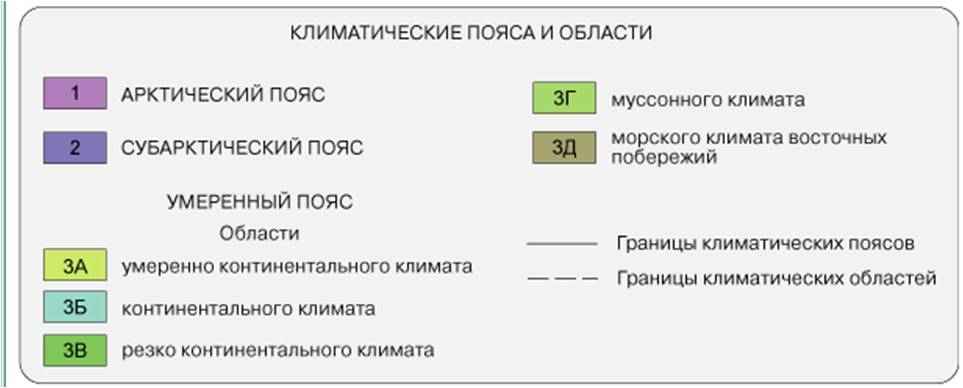 КЛИМАТИЧЕСКИЕ ПОЯСА И ОБЛАСТИ
1 АРКТИЧЕСКИЙ ПОЯС
2 СУБАРКТИЧЕСКИЙ ПОЯС
УМЕРЕННЫЙ ПОЯС
Области
3А умеренно континентального климата
3Б континентального климата
3В резко континентального климата
3Г муссонного климата
3Д морского климата восточных
побережий
Границы климатических поясов
Границы климатических областей